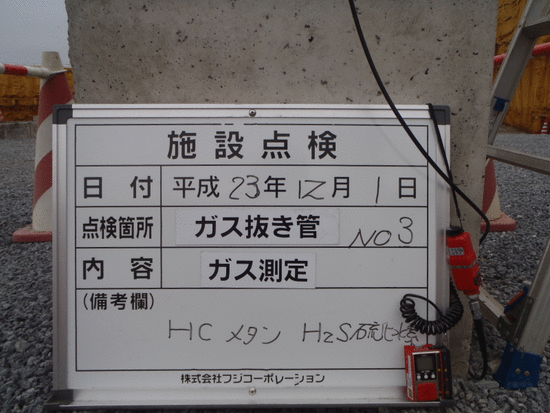 施設点検
日付 平成23年12月1日
点検箇所 ガス抜き管 NO3
内容 ガス測定
(備考欄)
HC メタン H2S硫化水素
株式会社フジコーポレーション